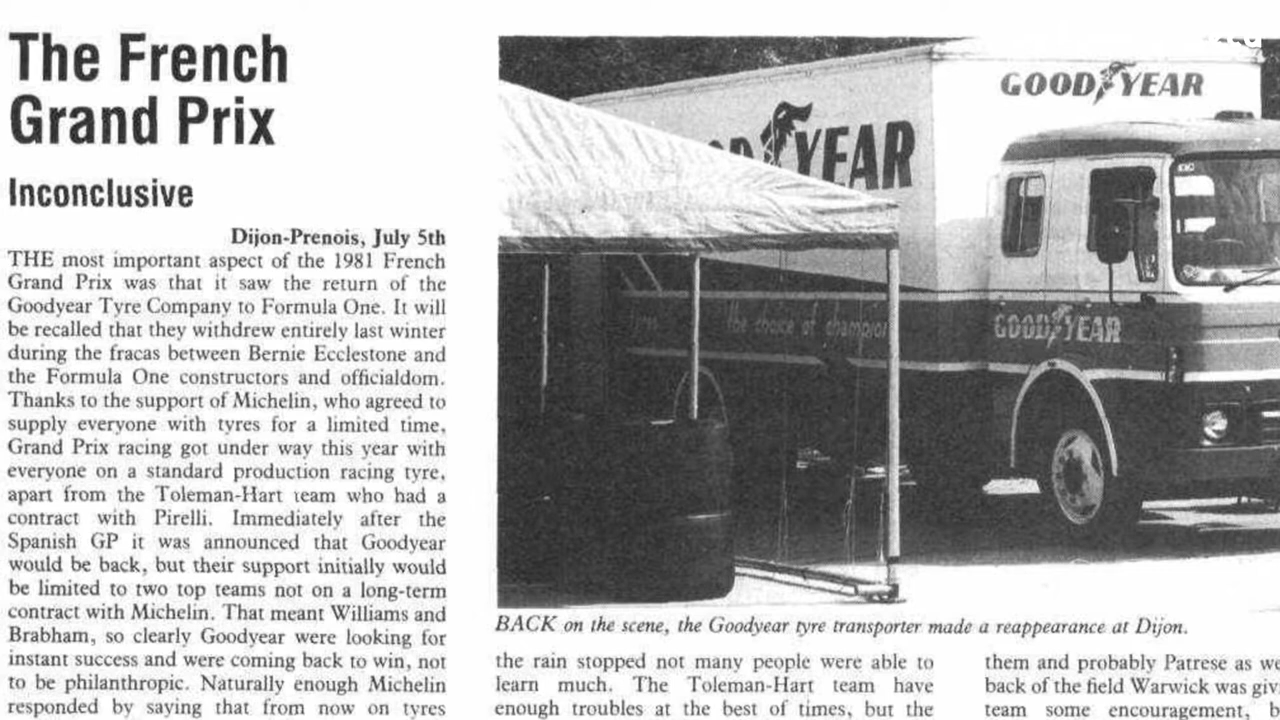 The French
Grand Prix
Inconclusive
Dijon-Prenois, July 5th
THE most important aspect of the 1981 French
Grand Prix was that it saw the return of the
Goodyear Tyre Company to Formula One. It will
be recalled that they withdrew entirely last winter
during the fracas between Bernie Ecclestone and
the Formula One constructors and officialdom.
Thanks to the support of Michelin, who agreed to
supply everyone with tyres for a limited time,
Grand Prix racing got under way this year with
everyone on a standard production racing tyre,
apart from the Toleman-Hart team who had a
contract with Pirelli. Immediately after the
Spanish GP it was announced that Goodyear
would be back, but their support initially would
be limited to two top teams not on a long-term
contract with Michelin. That meant Williams and
Brabham, so clearly Goodyear were looking for
instant success and were coming back to win, not
to be philanthropic. Naturally enough Michelin
responded by saying that from now on tyres
GOODYEAR
YEAR
the choice of champion
GOODYEAR
BACK on the scene, the Goodyear tyre transporter made a reappearance at Dijon.
the rain stopped not many people were able to
learn much. The Toleman-Hart team have
enough troubles at the best of times, but the
them and probably Patrese as we
back of the field Warwick was giv
team some encouragement, b